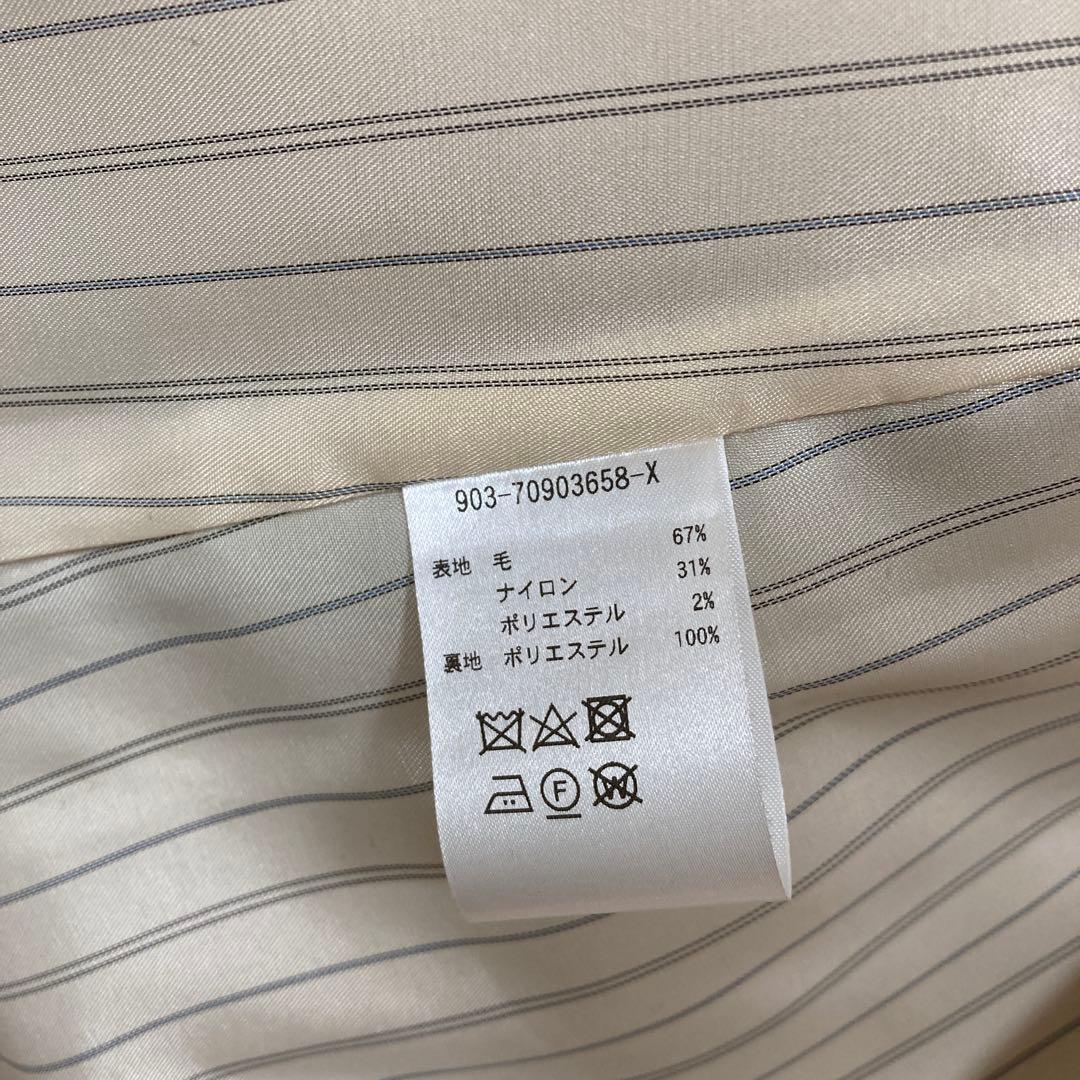 903-70903658-X
表地 毛 67%
ナイロン 31%
ポリエステル 2%
裏地 ポリエステル 100%
F W